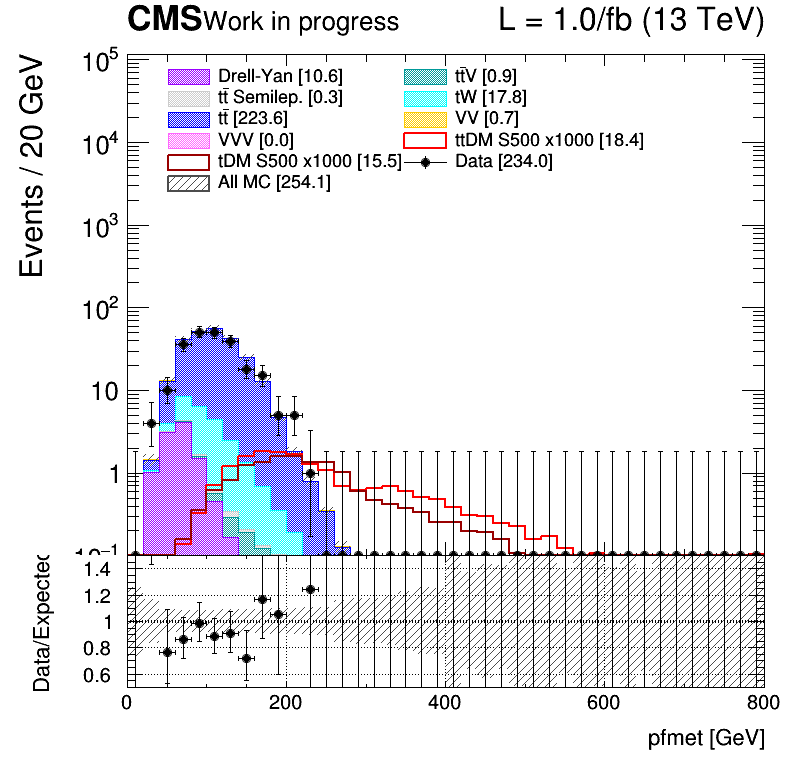 CMS Work in progress L = 1.0/fb (13 TeV)
Events / 20 GeV
10⁵
10⁴
10³
10²
10
1
10⁻¹
Drell-Yan [10.6] tt̄V [0.9]
tt̄ Semilep. [0.3] tW [17.8]
tt̄ [223.6] VV [0.7]
VVV [0.0] ttDM S500 x1000 [18.4]
tDM S500 x1000 [15.5] Data [234.0]
All MC [254.1]
Data/Expected
1.4
1.2
1
0.8
0.6
0 200 400 600 800
pfmet [GeV]